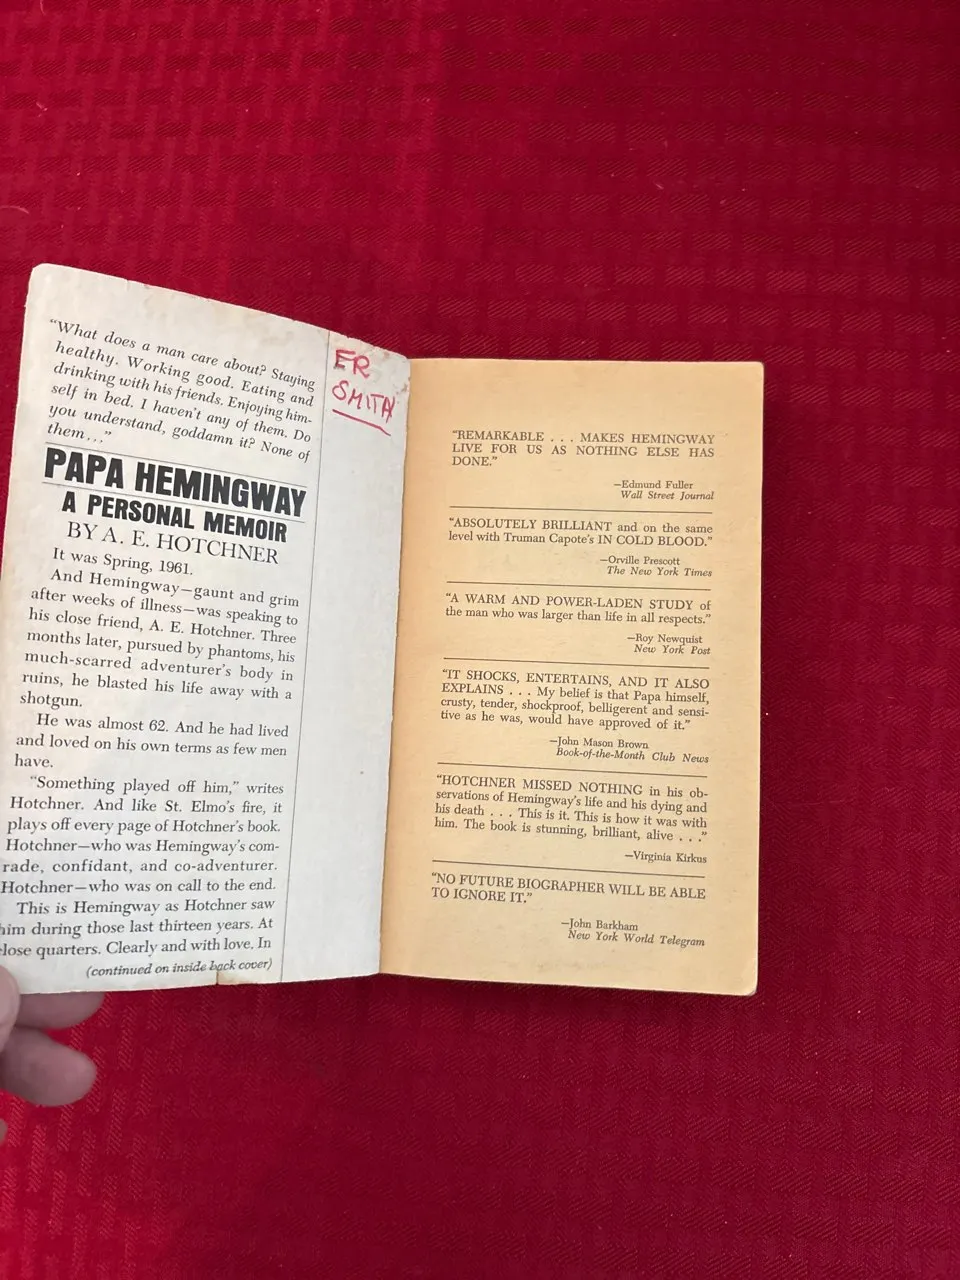 “What does a man care about? Staying
healthy. Working good. Eating and
drinking with his friends. Enjoying him-
self in bed. I haven’t any of them. Do
you understand, goddamn it? None of
them...”
PAPA HEMINGWAY
A PERSONAL MEMOIR
BY A. E. HOTCHNER
It was Spring, 1961.
And Hemingway—gaunt and grim
after weeks of illness—was speaking to
his close friend, A. E. Hotchner. Three
months later, pursued by phantoms, his
much-scarred adventurer’s body in
ruins, he blasted his life away with a
shotgun.
He was almost 62. And he had lived
and loved on his own terms as few men
have.
“Something played off him,” writes
Hotchner. And like St. Elmo’s fire, it
plays off every page of Hotchner’s book.
Hotchner—who was Hemingway’s com-
rade, confidant, and co-adventurer.
Hotchner—who was on call to the end.
This is Hemingway as Hotchner saw
him during those last thirteen years. At
close quarters. Clearly and with love. In
(continued on inside back cover)
ER
SMITH
“REMARKABLE . . . MAKES HEMINGWAY
LIVE FOR US AS NOTHING ELSE HAS
DONE.”
—Edmund Fuller
Wall Street Journal
“ABSOLUTELY BRILLIANT and on the same
level with Truman Capote’s IN COLD BLOOD.”
—Orville Prescott
The New York Times
“A WARM AND POWER-LADEN STUDY of
the man who was larger than life in all respects.”
—Roy Newquist
New York Post
“IT SHOCKS, ENTERTAINS, AND IT ALSO
EXPLAINS . . . My belief is that Papa himself,
crusty, tender, shockproof, belligerent and sensi-
tive as he was, would have approved of it.”
—John Mason Brown
Book-of-the-Month Club News
“HOTCHNER MISSED NOTHING in his ob-
servations of Hemingway’s life and his dying and
his death . . . This is it. This is how it was with
him. The book is stunning, brilliant, alive . . .”
—Virginia Kirkus
“NO FUTURE BIOGRAPHER WILL BE ABLE
TO IGNORE IT.”
—John Barkham
New York World Telegram